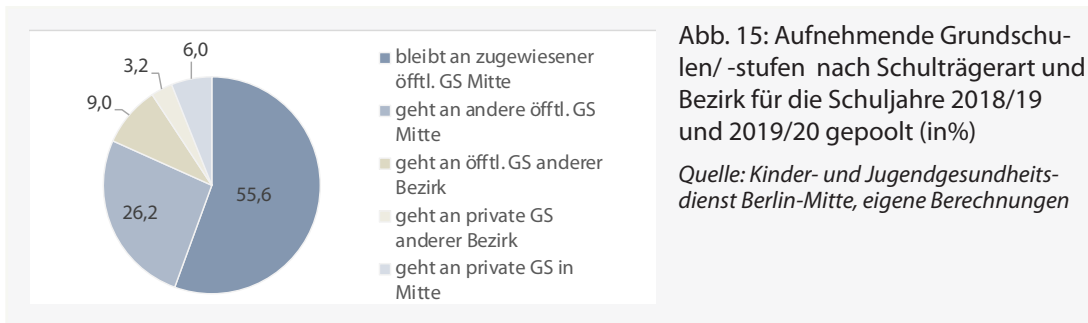 6,0
3,2
9,0
26,2
55,6
bleibt an zugewiesener
öfftl. GS Mitte
geht an andere öfftl. GS
Mitte
geht an öfftl. GS anderer
Bezirk
geht an private GS
anderer Bezirk
geht an private GS in
Mitte
Abb. 15: Aufnehmende Grundschu-
len/ -stufen nach Schulträgerart und
Bezirk für die Schuljahre 2018/19
und 2019/20 gepoolt (in%)
Quelle: Kinder- und Jugendgesundheits-
dienst Berlin-Mitte, eigene Berechnungen